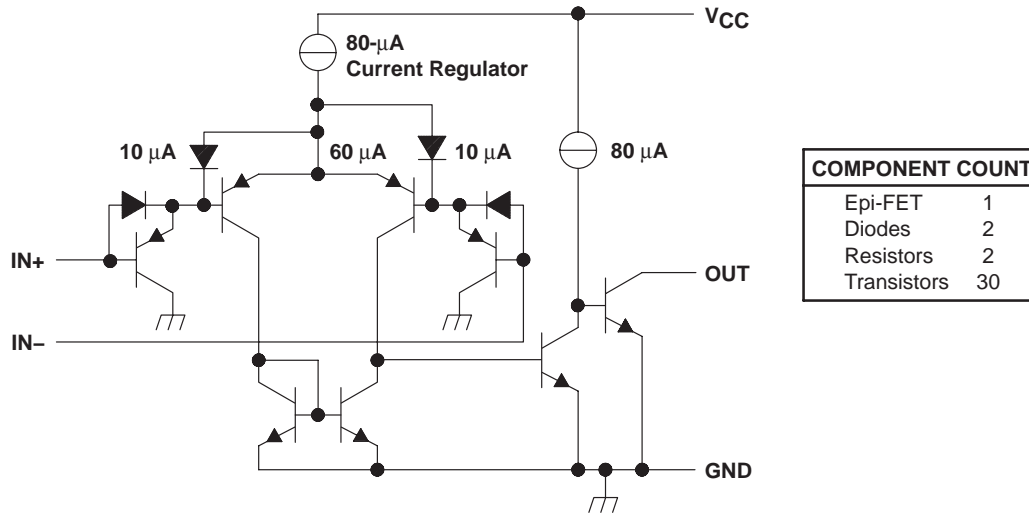 VCC
80-μA
Current Regulator
10 μA
60 μA
10 μA
80 μA
IN+
OUT
IN−
GND
COMPONENT COUNT
Epi-FET 1
Diodes 2
Resistors 2
Transistors 30